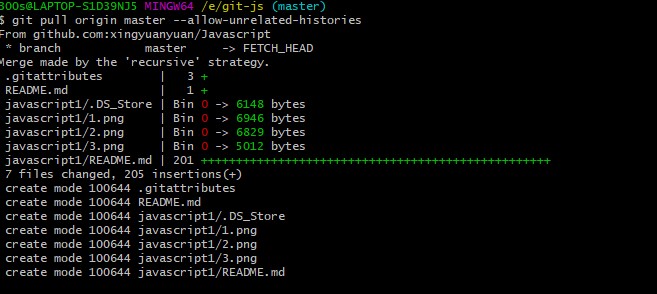 BOOs@LAPTOP-S1D39NJ5 MINGW64 /e/git-js (master)
$ git pull origin master --allow-unrelated-histories
From github.com:xingyuanyuan/Javascript
 * branch            master     -> FETCH_HEAD
Merge made by the 'recursive' strategy.
 .gitattributes        |   3 +
 README.md             |   1 +
 javascript1/.DS_Store | Bin 0 -> 6148 bytes
 javascript1/1.png     | Bin 0 -> 6946 bytes
 javascript1/2.png     | Bin 0 -> 6829 bytes
 javascript1/3.png     | Bin 0 -> 5012 bytes
 javascript1/README.md | 201 ++++++++++++++++++++++++++++++++++++++++++++++++++
 7 files changed, 205 insertions(+)
 create mode 100644 .gitattributes
 create mode 100644 README.md
 create mode 100644 javascript1/.DS_Store
 create mode 100644 javascript1/1.png
 create mode 100644 javascript1/2.png
 create mode 100644 javascript1/3.png
 create mode 100644 javascript1/README.md